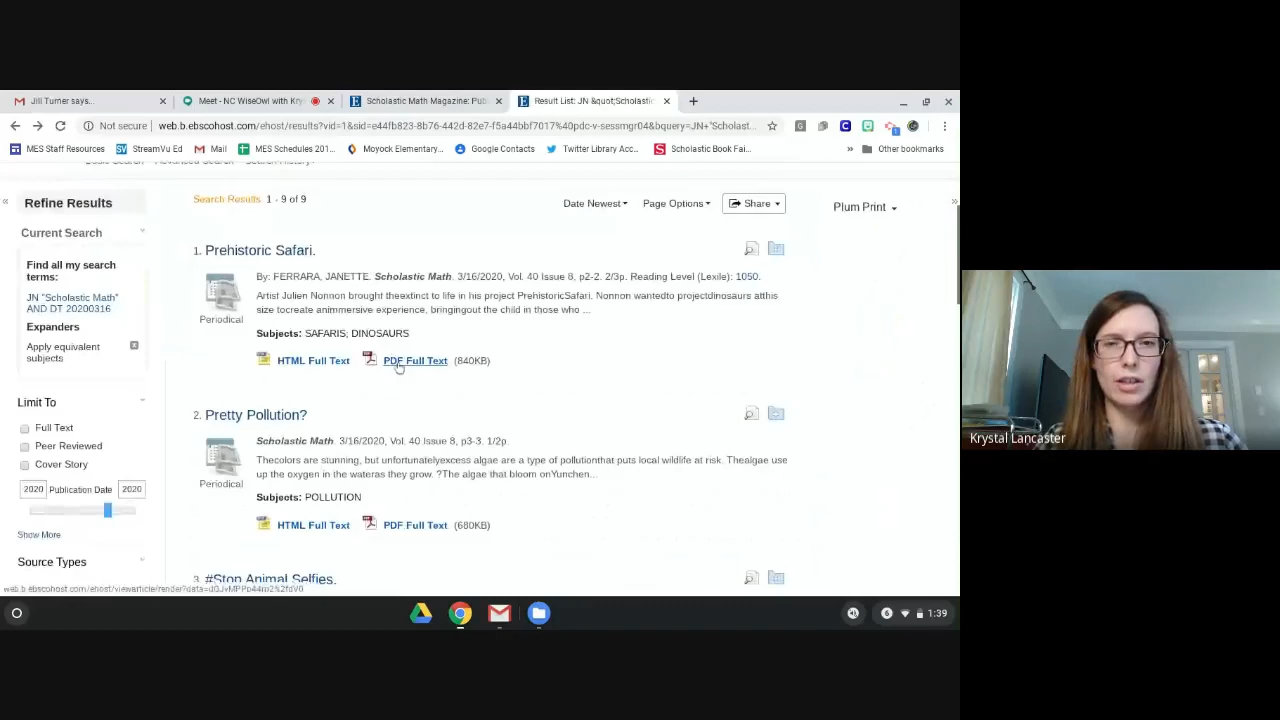 Jill Turner says...
Meet - NC WiseOwl with Kry
Scholastic Math Magazine: Pub
Result List: JN &quot;Scholastic
Not secure
web.b.ebscohost.com/ehost/results?vid=1&sid=e44fb823-8b76-442d-82e7-f5a44bbf7017%40pdc-v-sessmgr04&bquery=JN+"Scholast...
MES Staff Resources
StreamVu Ed
Mail
MES Schedules 201...
Moyock Elementary...
Google Contacts
Twitter Library Acc...
Scholastic Book Fai...
»
Other bookmarks
Basic Search Advanced Search Search History
« Refine Results
Search Results 1 - 9 of 9
Date Newest
Page Options
Share
Plum Print
»
Current Search
Find all my search
terms:
JN "Scholastic Math"
AND DT 20200316
Expanders
Apply equivalent
subjects
Limit To
Full Text
Peer Reviewed
Cover Story
2020 Publication Date 2020
Show More
Source Types
1. Prehistoric Safari.
By: FERRARA, JANETTE. Scholastic Math. 3/16/2020, Vol. 40 Issue 8, p2-2. 2/3p. Reading Level (Lexile): 1050.
Artist Julien Nonnon brought theextinct to life in his project PrehistoricSafari. Nonnon wantedto projectdinosaurs atthis
size tocreate animmersive experience, bringingout the child in those who ...
Periodical
Subjects: SAFARIS; DINOSAURS
HTML Full Text
PDF Full Text (840KB)
2. Pretty Pollution?
Scholastic Math. 3/16/2020, Vol. 40 Issue 8, p3-3. 1/2p.
Thecolors are stunning, but unfortunatelyexcess algae are a type of pollutionthat puts local wildlife at risk. Thealgae use
up the oxygen in the wateras they grow. ?The algae that bloom onYunchen...
Periodical
Subjects: POLLUTION
HTML Full Text
PDF Full Text (680KB)
3. #Stop Animal Selfies.
6
1:39
Krystal Lancaster